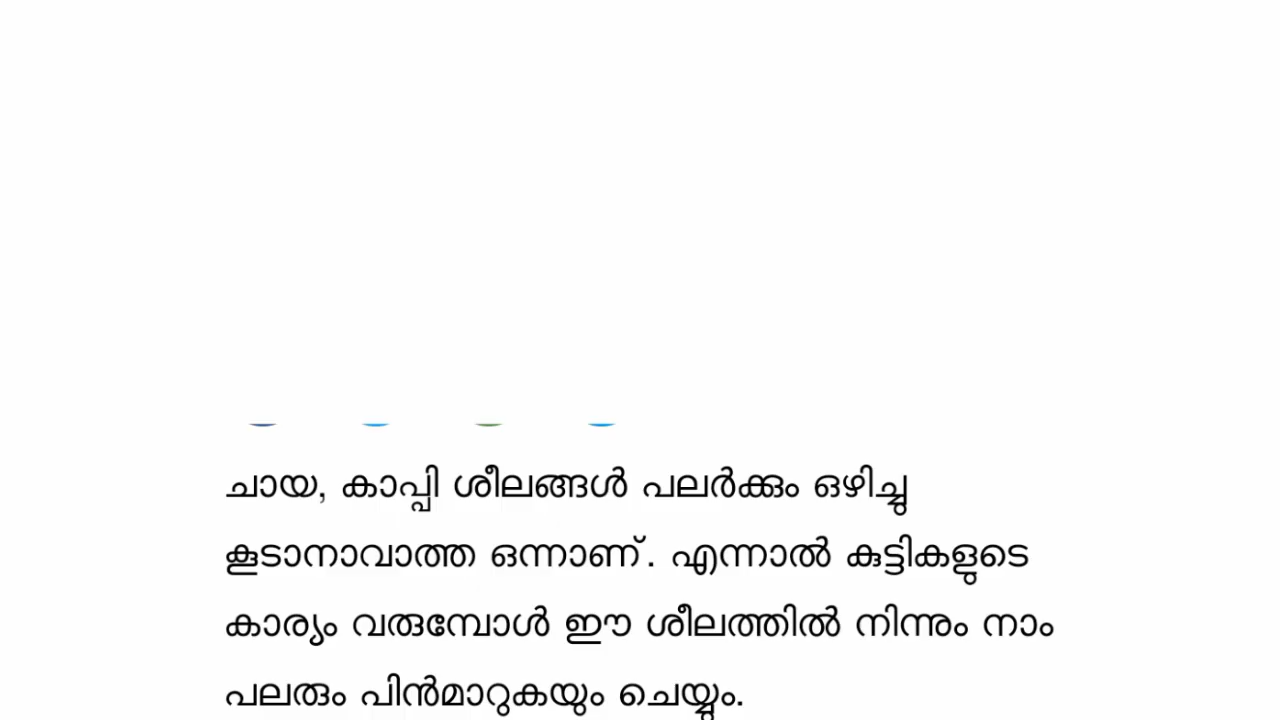 ചായ, കാപ്പി ശീലങ്ങൾ പലർക്കും ഒഴിച്ചു
കൂടാനാവാത്ത ഒന്നാണ്. എന്നാൽ കുട്ടികളുടെ
കാര്യം വരുമ്പോൾ ഈ ശീലത്തിൽ നിന്നും നാം
പലരും പിൻമാറുകയും ചെയ്യും.